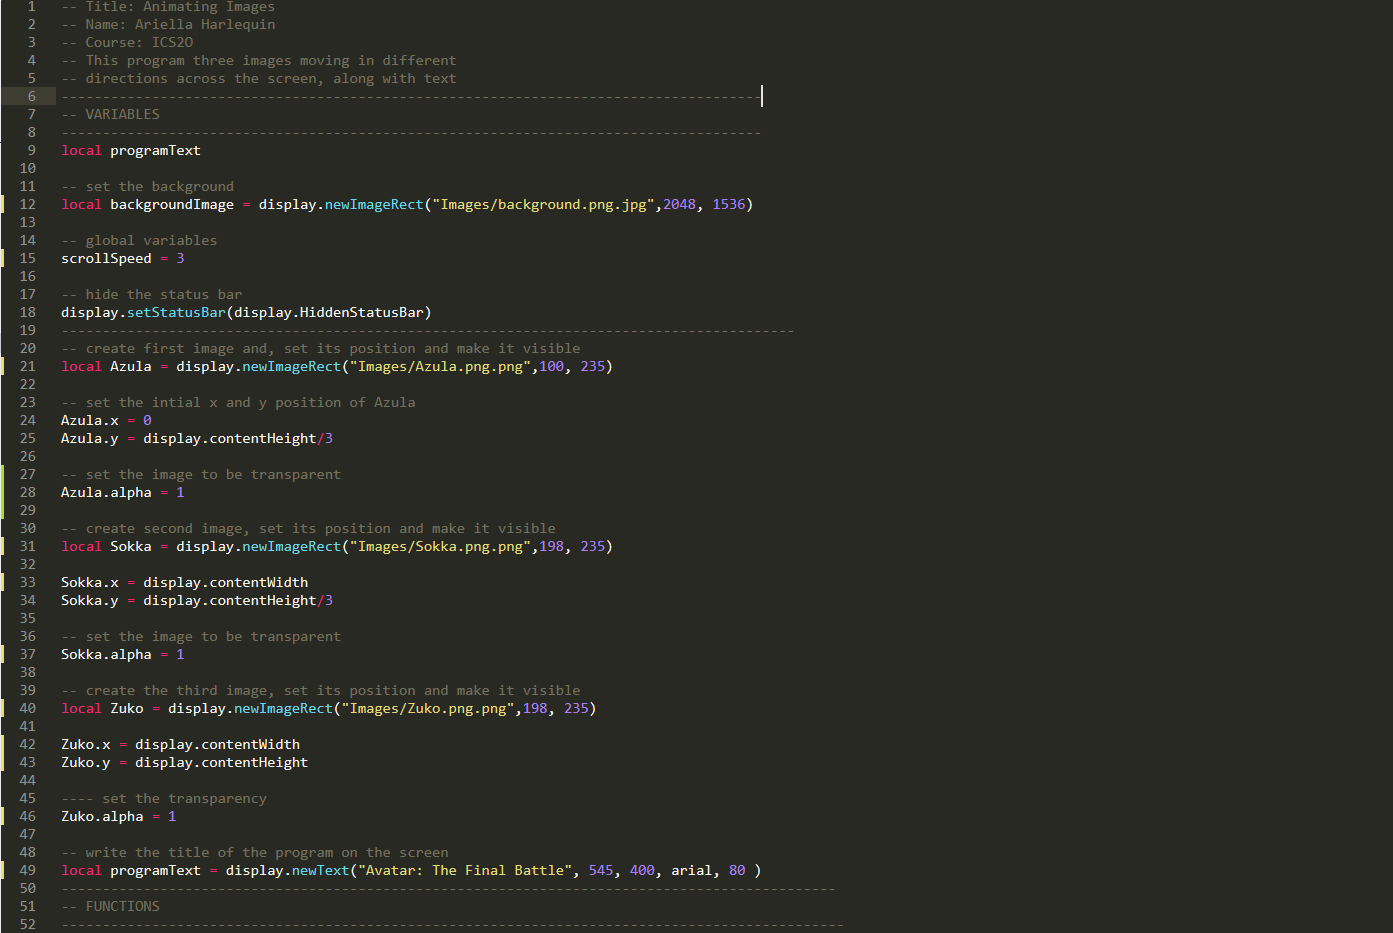 1 -- Title: Animating Images
2 -- Name: Ariella Harlequin
3 -- Course: ICS2O
4 -- This program three images moving in different
5 -- directions across the screen, along with text
6 -------------------------------------------------------------------------------------
7 -- VARIABLES
8 -------------------------------------------------------------------------------------
9 local programText
10
11 -- set the background
12 local backgroundImage = display.newImageRect("Images/background.png.jpg",2048, 1536)
13
14 -- global variables
15 scrollSpeed = 3
16
17 -- hide the status bar
18 display.setStatusBar(display.HiddenStatusBar)
19 -----------------------------------------------------------------------------------------
20 -- create first image and, set its position and make it visible
21 local Azula = display.newImageRect("Images/Azula.png.png",100, 235)
22
23 -- set the intial x and y position of Azula
24 Azula.x = 0
25 Azula.y = display.contentHeight/3
26
27 -- set the image to be transparent
28 Azula.alpha = 1
29
30 -- create second image, set its position and make it visible
31 local Sokka = display.newImageRect("Images/Sokka.png.png",198, 235)
32
33 Sokka.x = display.contentWidth
34 Sokka.y = display.contentHeight/3
35
36 -- set the image to be transparent
37 Sokka.alpha = 1
38
39 -- create the third image, set its position and make it visible
40 local Zuko = display.newImageRect("Images/Zuko.png.png",198, 235)
41
42 Zuko.x = display.contentWidth
43 Zuko.y = display.contentHeight
44
45 ---- set the transparency
46 Zuko.alpha = 1
47
48 -- write the title of the program on the screen
49 local programText = display.newText("Avatar: The Final Battle", 545, 400, arial, 80 )
50 ----------------------------------------------------------------------------------------------
51 -- FUNCTIONS
52 -----------------------------------------------------------------------------------------------